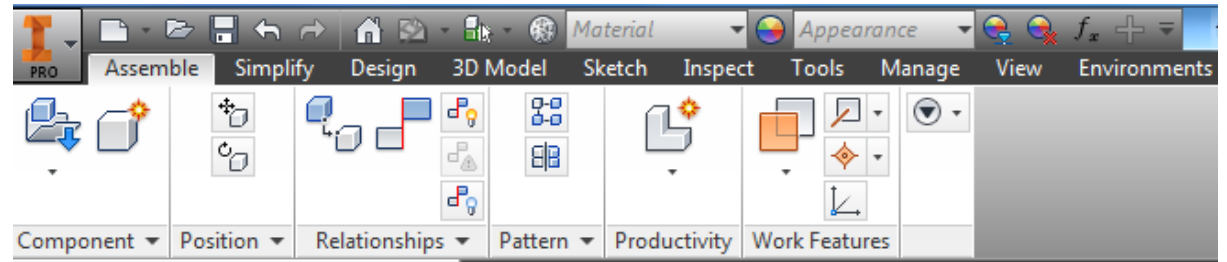 Material Appearance fx
PRO Assemble Simplify Design 3D Model Sketch Inspect Tools Manage View Environments
Component Position Relationships Pattern Productivity Work Features